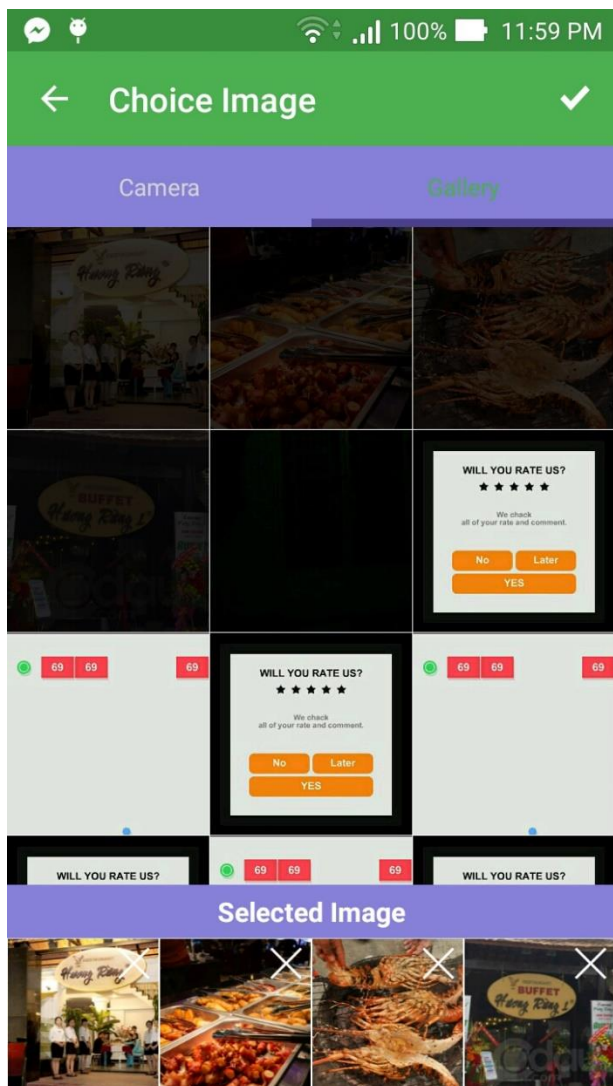 100% 11:59 PM
Choice Image
Camera
Gallery
Hương Rừng
BUFFET
Hương Rừng 1
WILL YOU RATE US?
We chack
all of your rate and comment.
No Later
YES
69 69 69
WILL YOU RATE US?
We chack
all of your rate and comment.
No Later
YES
69 69 69
WILL YOU RATE US?
69 69 69
WILL YOU RATE US?
Selected Image
Hương Rừng
BUFFET
Hương Rừng 1